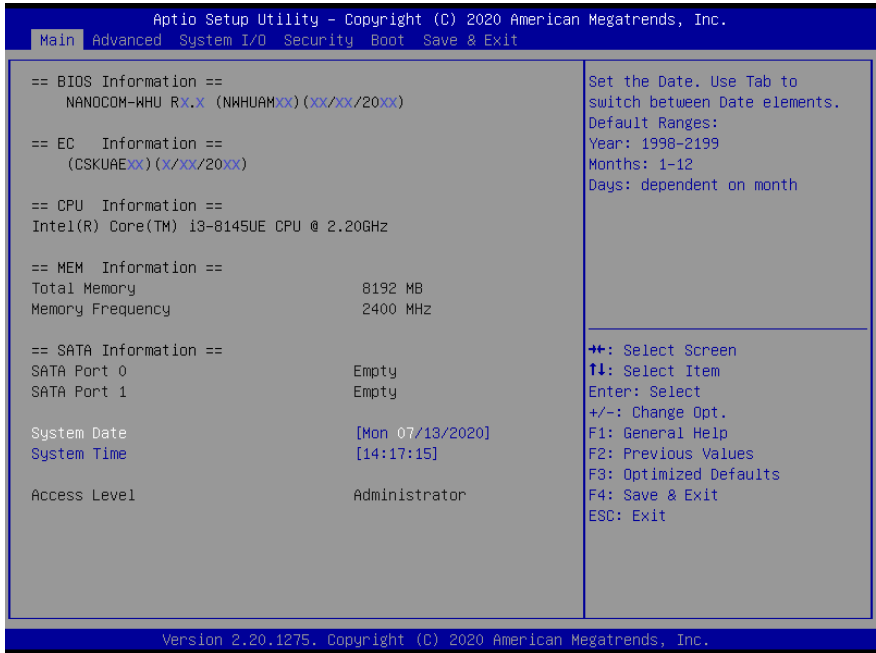 Aptio Setup Utility – Copyright (C) 2020 American Megatrends, Inc.
Main Advanced System I/O Security Boot Save & Exit
== BIOS Information ==
NANOCOM-WHU Rx.x (NWHUAMxx)(xx/xx/20xx)
== EC Information ==
(CSKUAExx)(x/xx/20xx)
== CPU Information ==
Intel(R) Core(TM) i3-8145UE CPU @ 2.20GHz
== MEM Information ==
Total Memory 8192 MB
Memory Frequency 2400 MHz
== SATA Information ==
SATA Port 0 Empty
SATA Port 1 Empty
System Date [Mon 07/13/2020]
System Time [14:17:15]
Access Level Administrator
Set the Date. Use Tab to
switch between Date elements.
Default Ranges:
Year: 1998-2199
Months: 1-12
Days: dependent on month
→←: Select Screen
↑↓: Select Item
Enter: Select
+/-: Change Opt.
F1: General Help
F2: Previous Values
F3: Optimized Defaults
F4: Save & Exit
ESC: Exit
Version 2.20.1275. Copyright (C) 2020 American Megatrends, Inc.